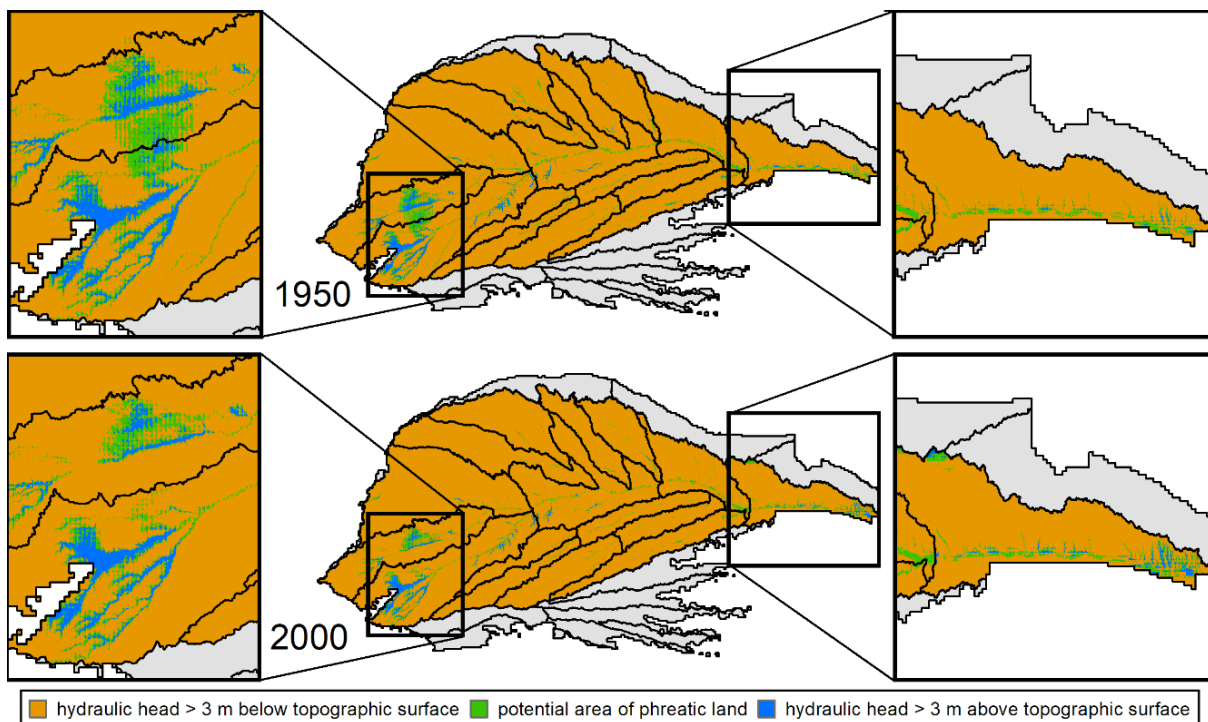 1950
2000
hydraulic head > 3 m below topographic surface potential area of phreatic land hydraulic head > 3 m above topographic surface